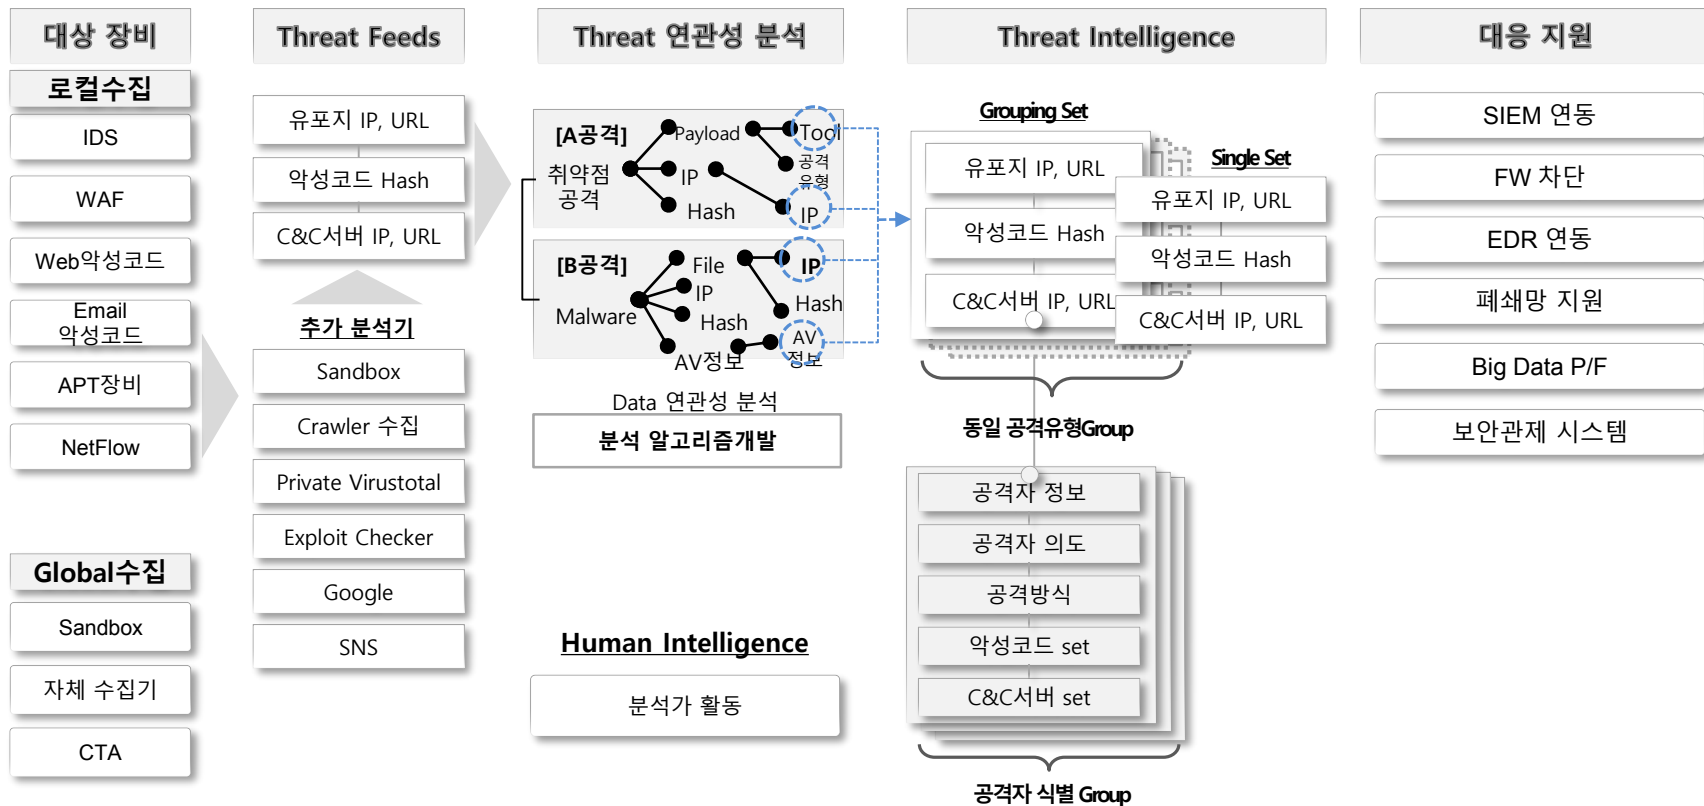 대상 장비
로컬수집
IDS
WAF
Web악성코드
Email
악성코드
APT장비
NetFlow
Global수집
Sandbox
자체 수집기
CTA
Threat Feeds
유포지 IP, URL
악성코드 Hash
C&C서버 IP, URL
추가 분석기
Sandbox
Crawler 수집
Private Virustotal
Exploit Checker
Google
SNS
Threat 연관성 분석
[A공격]
취약점
공격
Payload
IP
Hash
Tool
공격
유형
IP
[B공격]
Malware
File
IP
Hash
AV정보
IP
Hash
AV
정보
Data 연관성 분석
분석 알고리즘개발
Human Intelligence
분석가 활동
Threat Intelligence
Grouping Set
유포지 IP, URL
악성코드 Hash
C&C서버 IP, URL
Single Set
유포지 IP, URL
악성코드 Hash
C&C서버 IP, URL
동일 공격유형Group
공격자 정보
공격자 의도
공격방식
악성코드 set
C&C서버 set
공격자 식별 Group
대응 지원
SIEM 연동
FW 차단
EDR 연동
폐쇄망 지원
Big Data P/F
보안관제 시스템